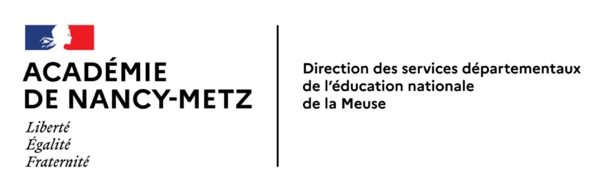 ACADÉMIE
DE NANCY-METZ
Liberté
Égalité
Fraternité
Direction des services départementaux
de l'éducation nationale
de la Meuse